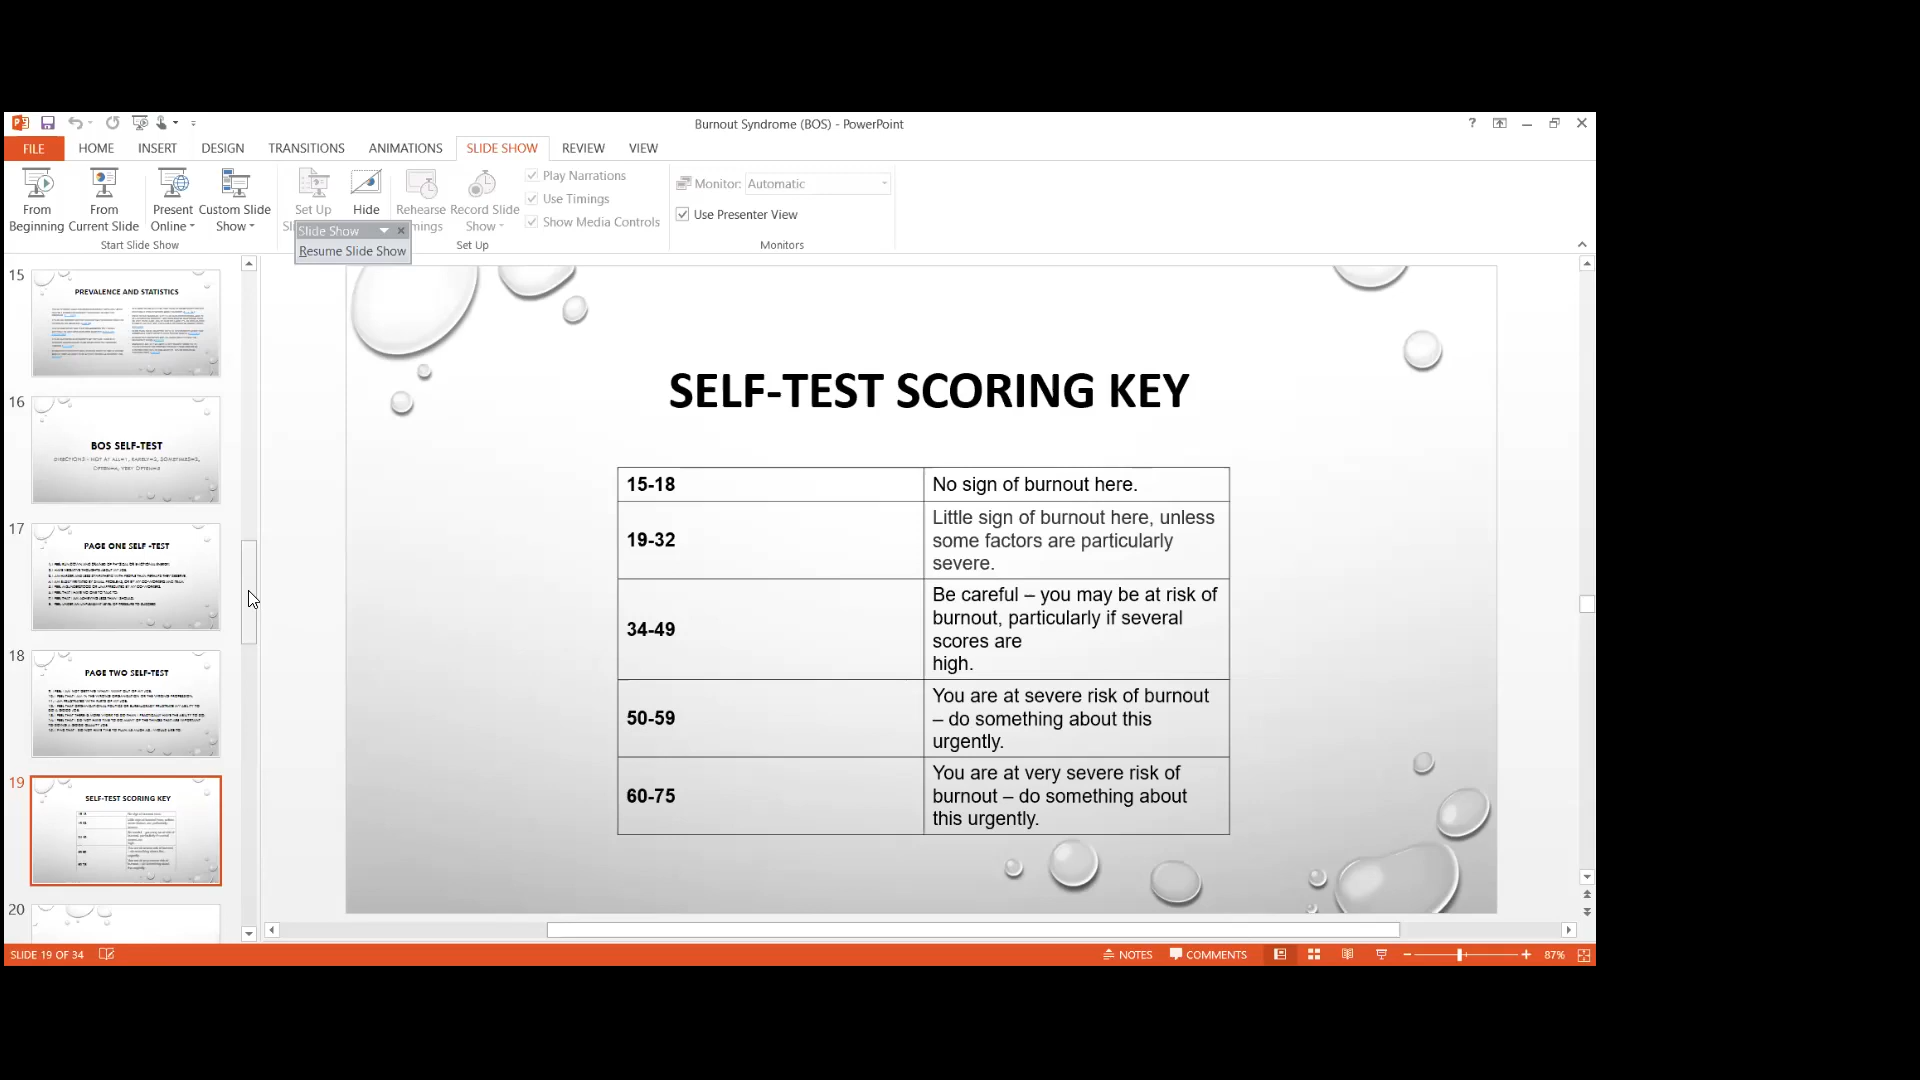 Burnout Syndrome (BOS) - PowerPoint
FILE
HOME
INSERT
DESIGN
TRANSITIONS
ANIMATIONS
SLIDE SHOW
REVIEW
VIEW
From
Beginning
From
Current Slide
Present
Online
Custom Slide
Show
Set Up
Hide
Rehearse
Record Slide
Show
Play Narrations
Use Timings
Show Media Controls
Monitor: Automatic
Use Presenter View
Start Slide Show
Set Up
Monitors
Slide Show
Resume Slide Show
15
PREVALENCE AND STATISTICS
16
BOS SELF-TEST
17
PAGE ONE SELF -TEST
18
PAGE TWO SELF-TEST
19
SELF-TEST SCORING KEY
20
SELF-TEST SCORING KEY
15-18
No sign of burnout here.
19-32
Little sign of burnout here, unless
some factors are particularly
severe.
34-49
Be careful – you may be at risk of
burnout, particularly if several
scores are
high.
50-59
You are at severe risk of burnout
– do something about this
urgently.
60-75
You are at very severe risk of
burnout – do something about
this urgently.
SLIDE 19 OF 34
NOTES
COMMENTS
87%